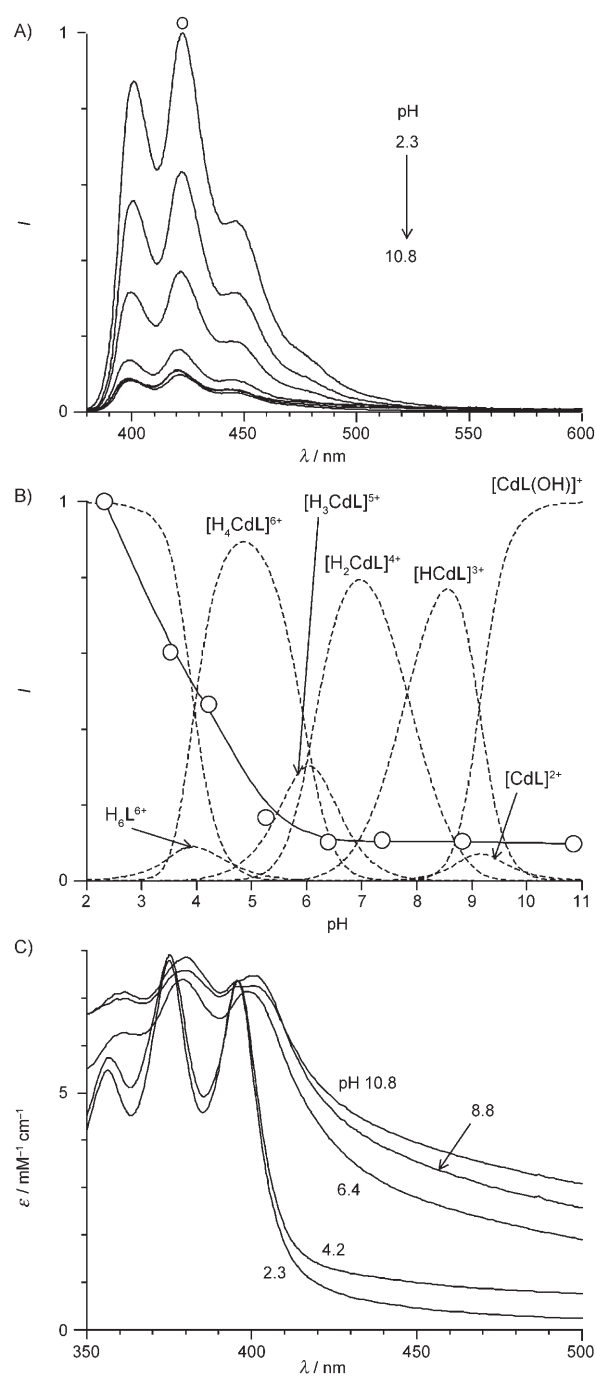 A)
1
I
0
pH
2.3
10.8
400 450 500 550 600
λ / nm
B)
1
I
0
[H₄CdL]⁶⁺
[H₃CdL]⁵⁺
[H₂CdL]⁴⁺
[HCdL]³⁺
[CdL(OH)]⁺
H₆L⁶⁺
[CdL]²⁺
2 3 4 5 6 7 8 9 10 11
pH
C)
5
0
ε / mM⁻¹ cm⁻¹
pH 10.8
8.8
6.4
4.2
2.3
350 400 450 500
λ / nm